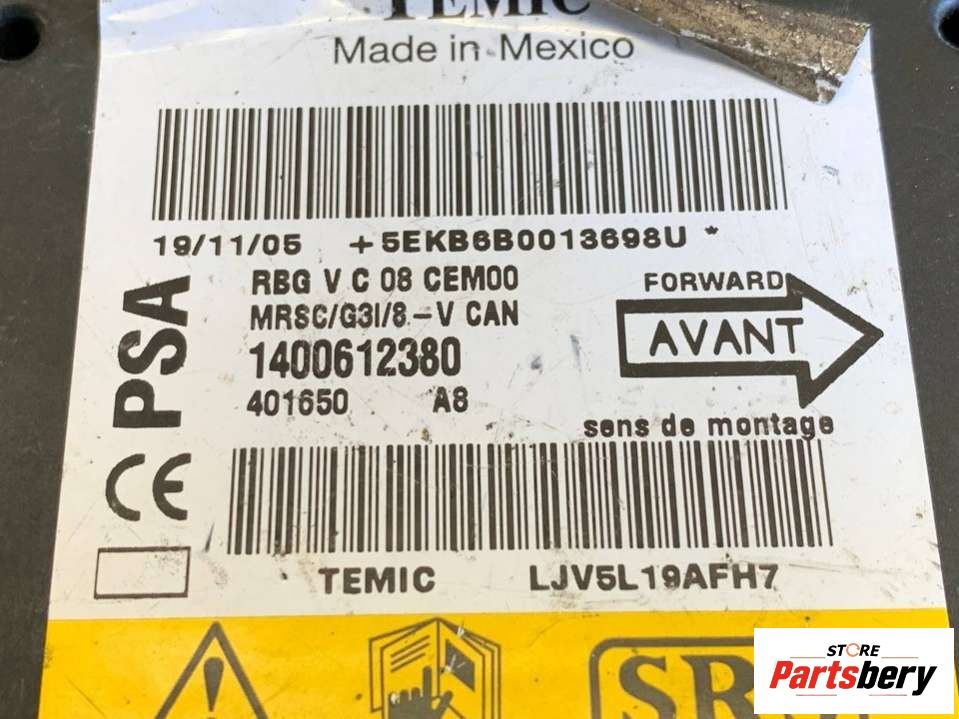 TEMIC
Made in Mexico
19/11/05 +5EKB6B0013698U *
PSA
RBG V C 08 CEM00
MRSC/G3I/8.-V CAN
1400612380
401650 A8
FORWARD
AVANT
sens de montage
CE
TEMIC LJV5L19AFH7
STORE
Partsbery